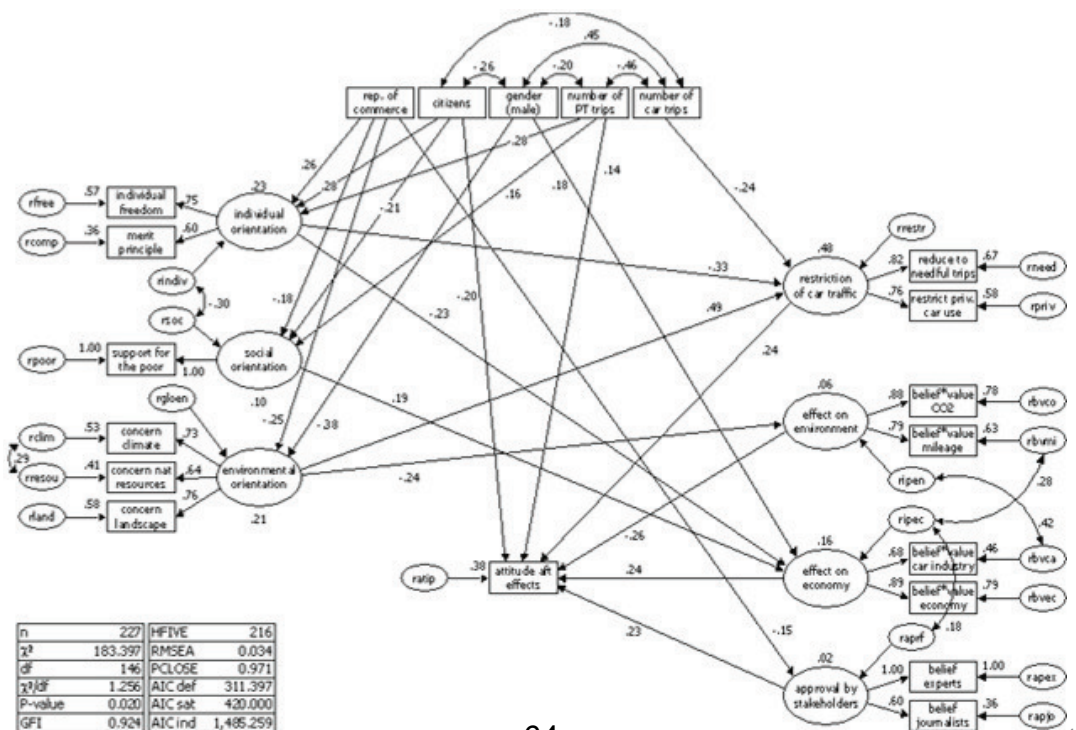 -.18
.45
-.26
-.20
-.46
rep. of
commerce
citizens
gender
(male)
number of
PT trips
number of
car trips
.26
.28
-.21
.28
.16
.18
.14
-.24
rfree
.57
individual
freedom
.75
.23
individual
orientation
rcomp
.36
merit
principle
.60
rindiv
-.30
rsoc
-.18
-.20
-.23
-.33
.49
.24
rrestr
.48
restriction
of car traffic
.82
reduce to
needful trips
.67
rneed
.76
restrict priv.
car use
.58
rpriv
rpoor
1.00
support for
the poor
1.00
social
orientation
.10
.19
rgloen
-.25
-.38
rclim
.53
concern
climate
.73
.29
rresou
.41
concern nat
resources
.64
environmental
orientation
.21
rland
.58
concern
landscape
.76
-.24
.06
effect on
environment
.88
belief*value
CO2
.78
rbvco
.79
belief*value
mileage
.63
rbvmi
ripen
.28
ripec
.42
-.26
.16
effect on
economy
.68
belief*value
car industry
.46
rbvca
.89
belief*value
economy
.79
rbvec
ratip
.38
attitude aft
effects
.24
.23
-.15
raprf
.18
.02
approval by
stakeholders
1.00
belief
experts
1.00
rapex
.60
belief
journalists
.36
rapjo
n 227 HFIVE 216
χ² 183.397 RMSEA 0.034
df 146 PCLOSE 0.971
χ²/df 1.256 AIC def 311.397
P-value 0.020 AIC sat 420.000
GFI 0.924 AIC ind 1,485.259